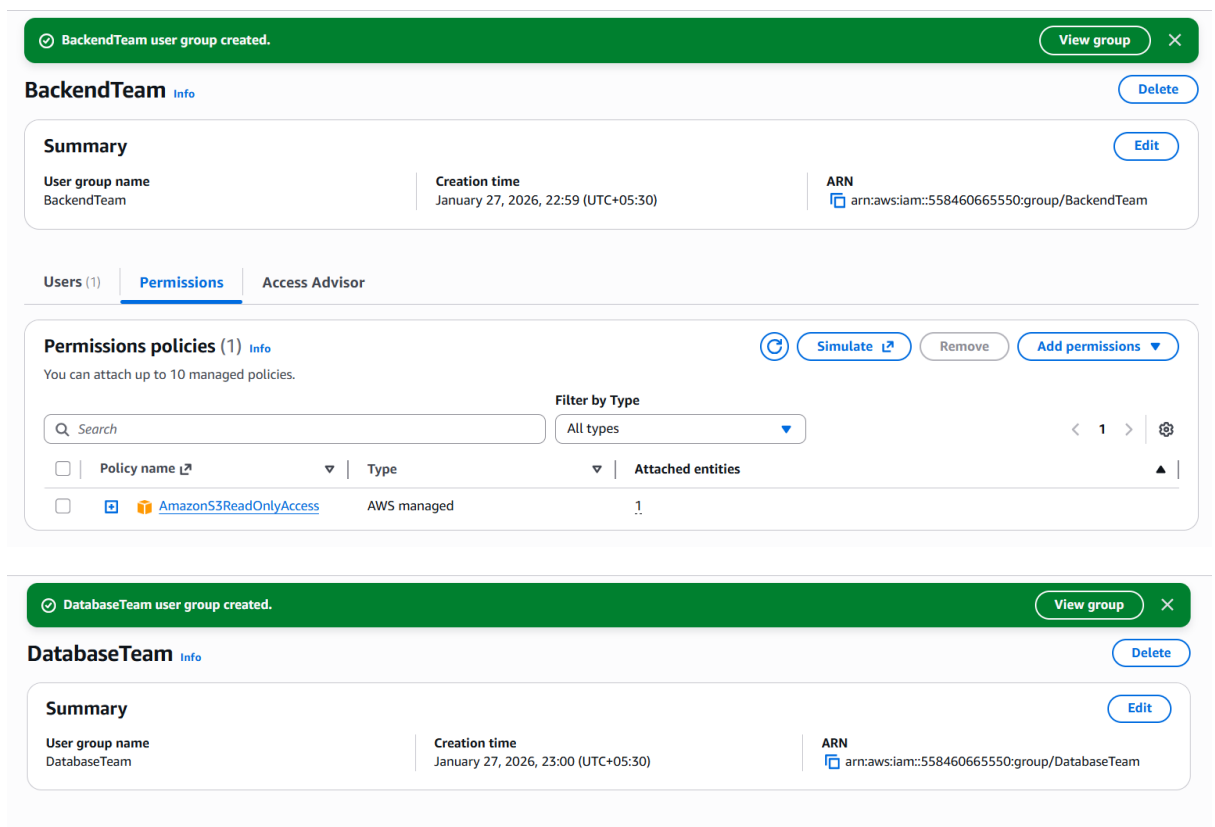 BackendTeam user group created. View group
BackendTeam Info Delete
Summary Edit
User group name Creation time ARN
BackendTeam January 27, 2026, 22:59 (UTC+05:30) arn:aws:iam::558460665550:group/BackendTeam
Users (1) Permissions Access Advisor
Permissions policies (1) Info Simulate Remove Add permissions
You can attach up to 10 managed policies.
Filter by Type
Search All types 1
Policy name Type Attached entities
AmazonS3ReadOnlyAccess AWS managed 1
DatabaseTeam user group created. View group
DatabaseTeam Info Delete
Summary Edit
User group name Creation time ARN
DatabaseTeam January 27, 2026, 23:00 (UTC+05:30) arn:aws:iam::558460665550:group/DatabaseTeam